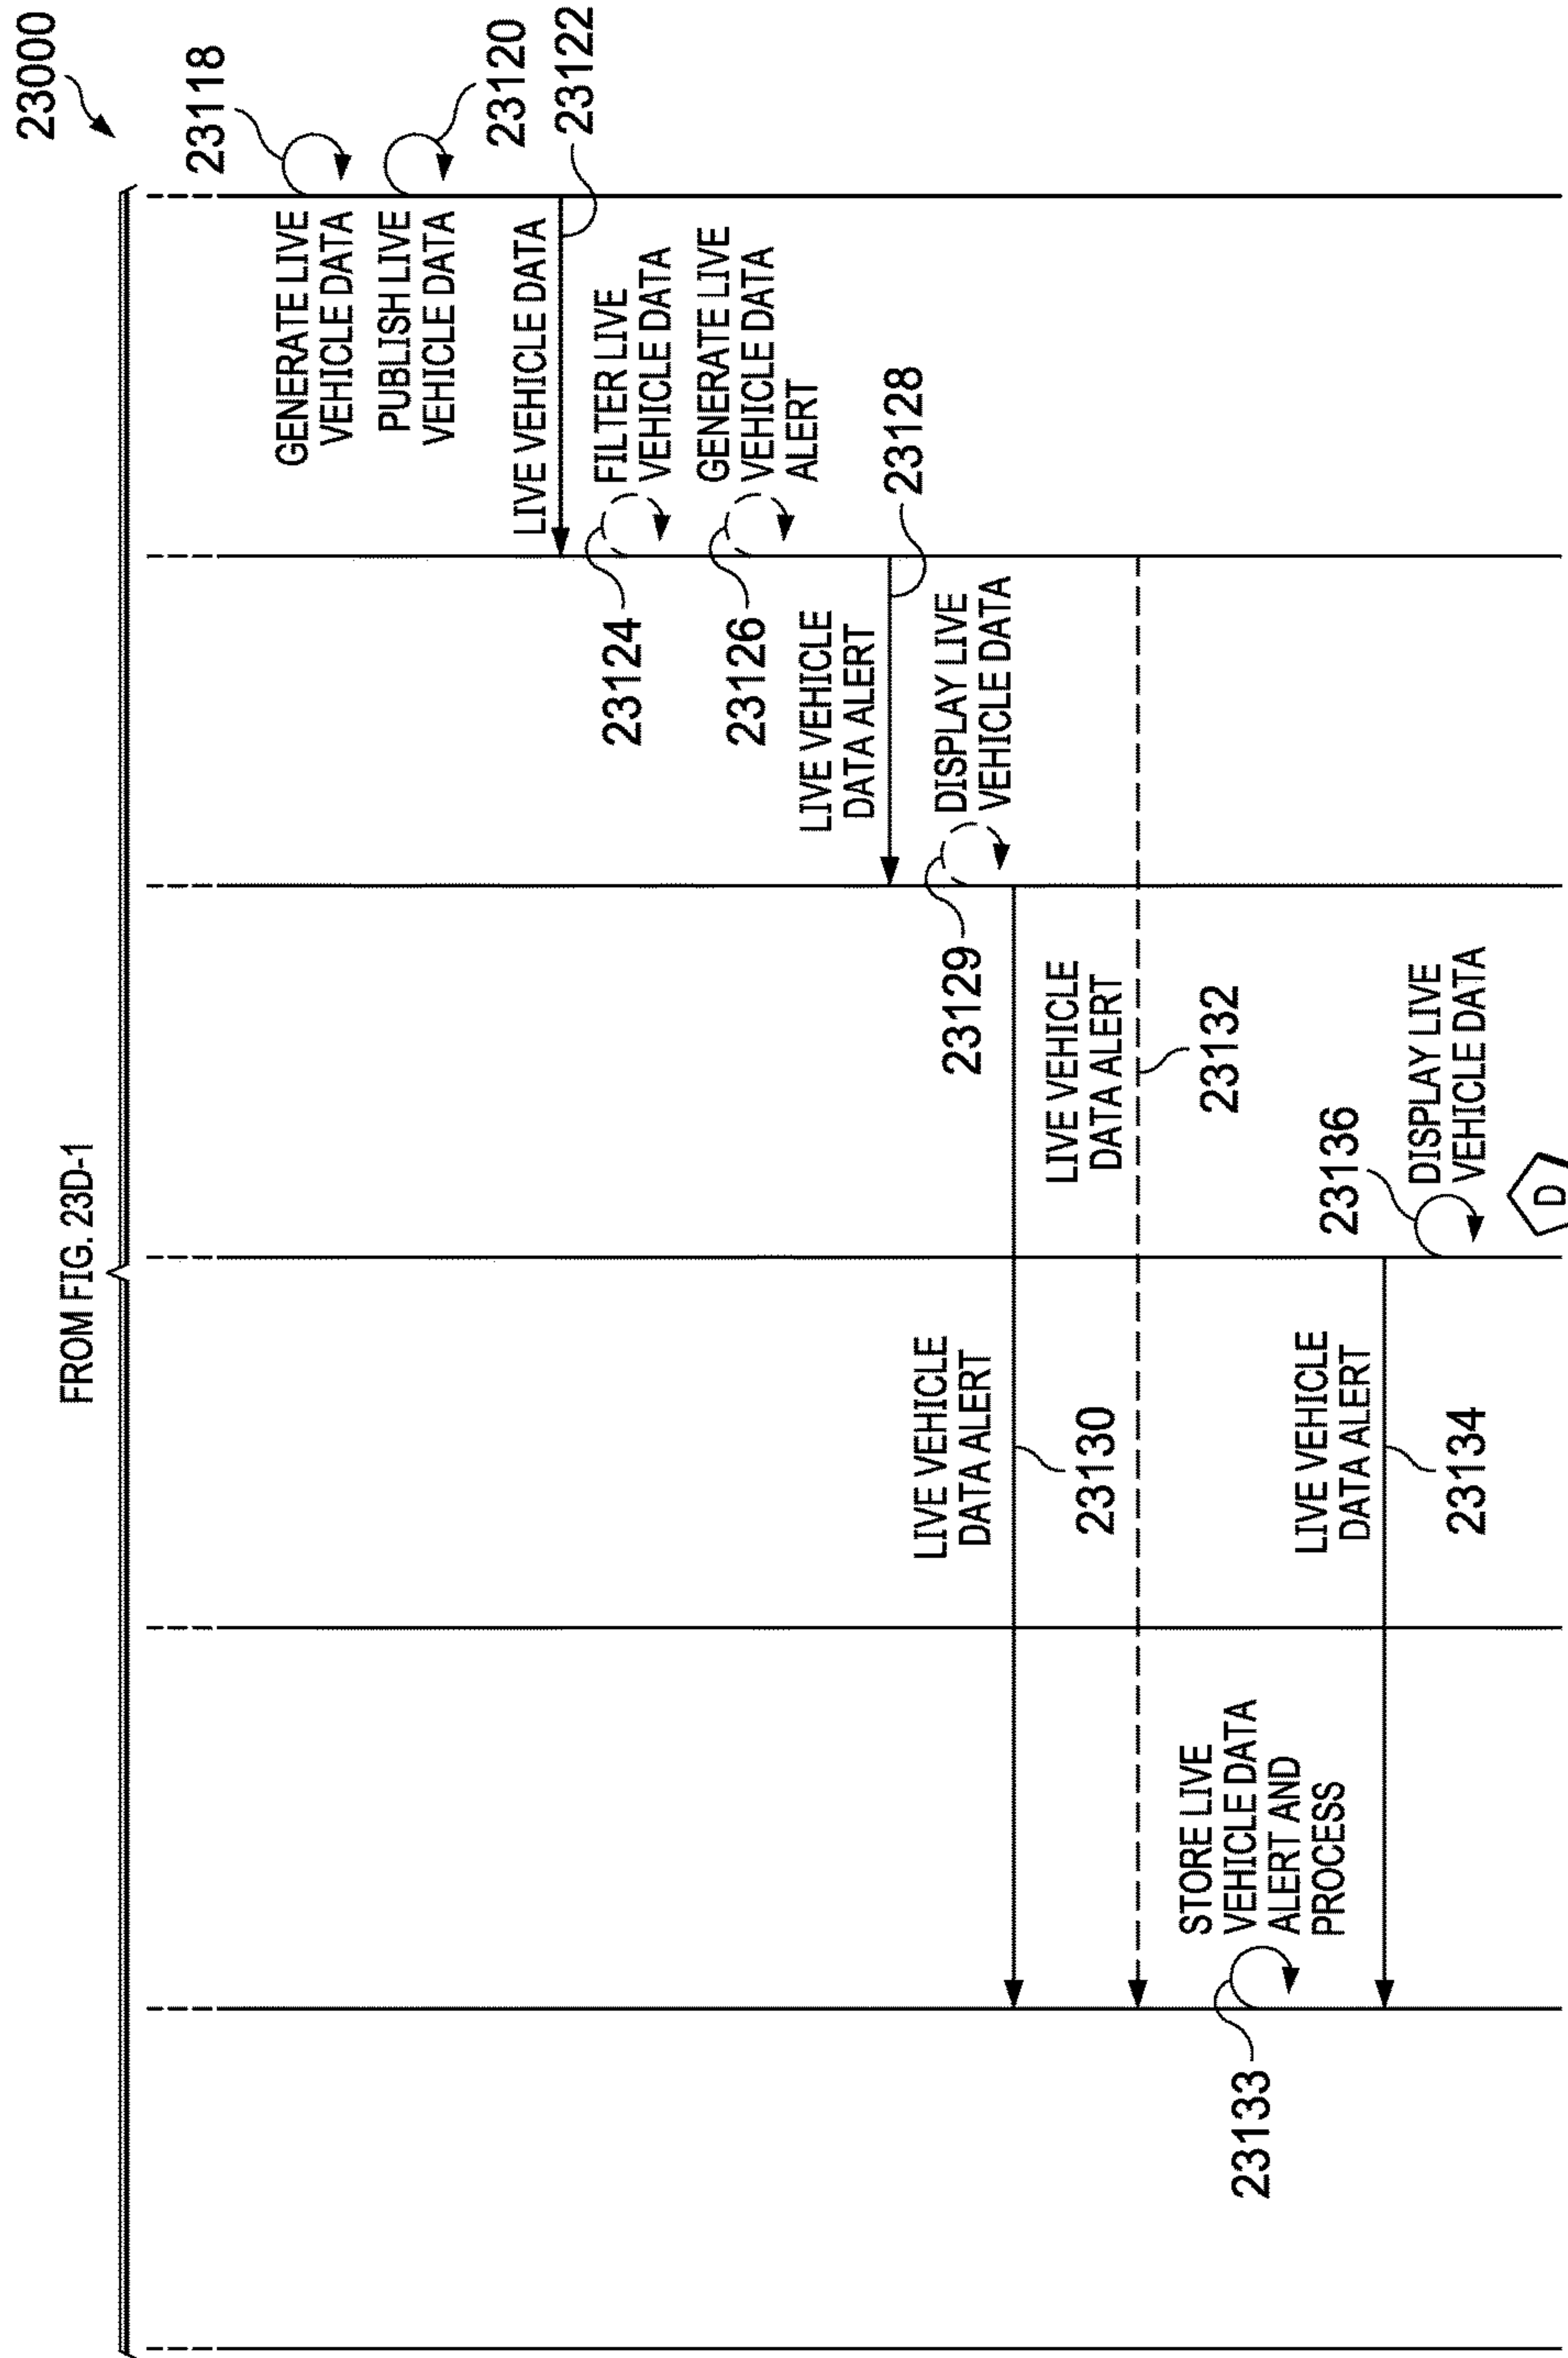 FROM FIG. 23D-1
23000
23118
GENERATE LIVE
VEHICLE DATA
23120
PUBLISH LIVE
VEHICLE DATA
23122
LIVE VEHICLE DATA
23124
FILTER LIVE
VEHICLE DATA
23126
GENERATE LIVE
VEHICLE DATA
ALERT
23128
LIVE VEHICLE
DATA ALERT
23129
DISPLAY LIVE
VEHICLE DATA
LIVE VEHICLE
DATA ALERT
23130
LIVE VEHICLE
DATA ALERT
23132
23133
STORE LIVE
VEHICLE DATA
ALERT AND
PROCESS
LIVE VEHICLE
DATA ALERT
23134
23136
DISPLAY LIVE
VEHICLE DATA
D